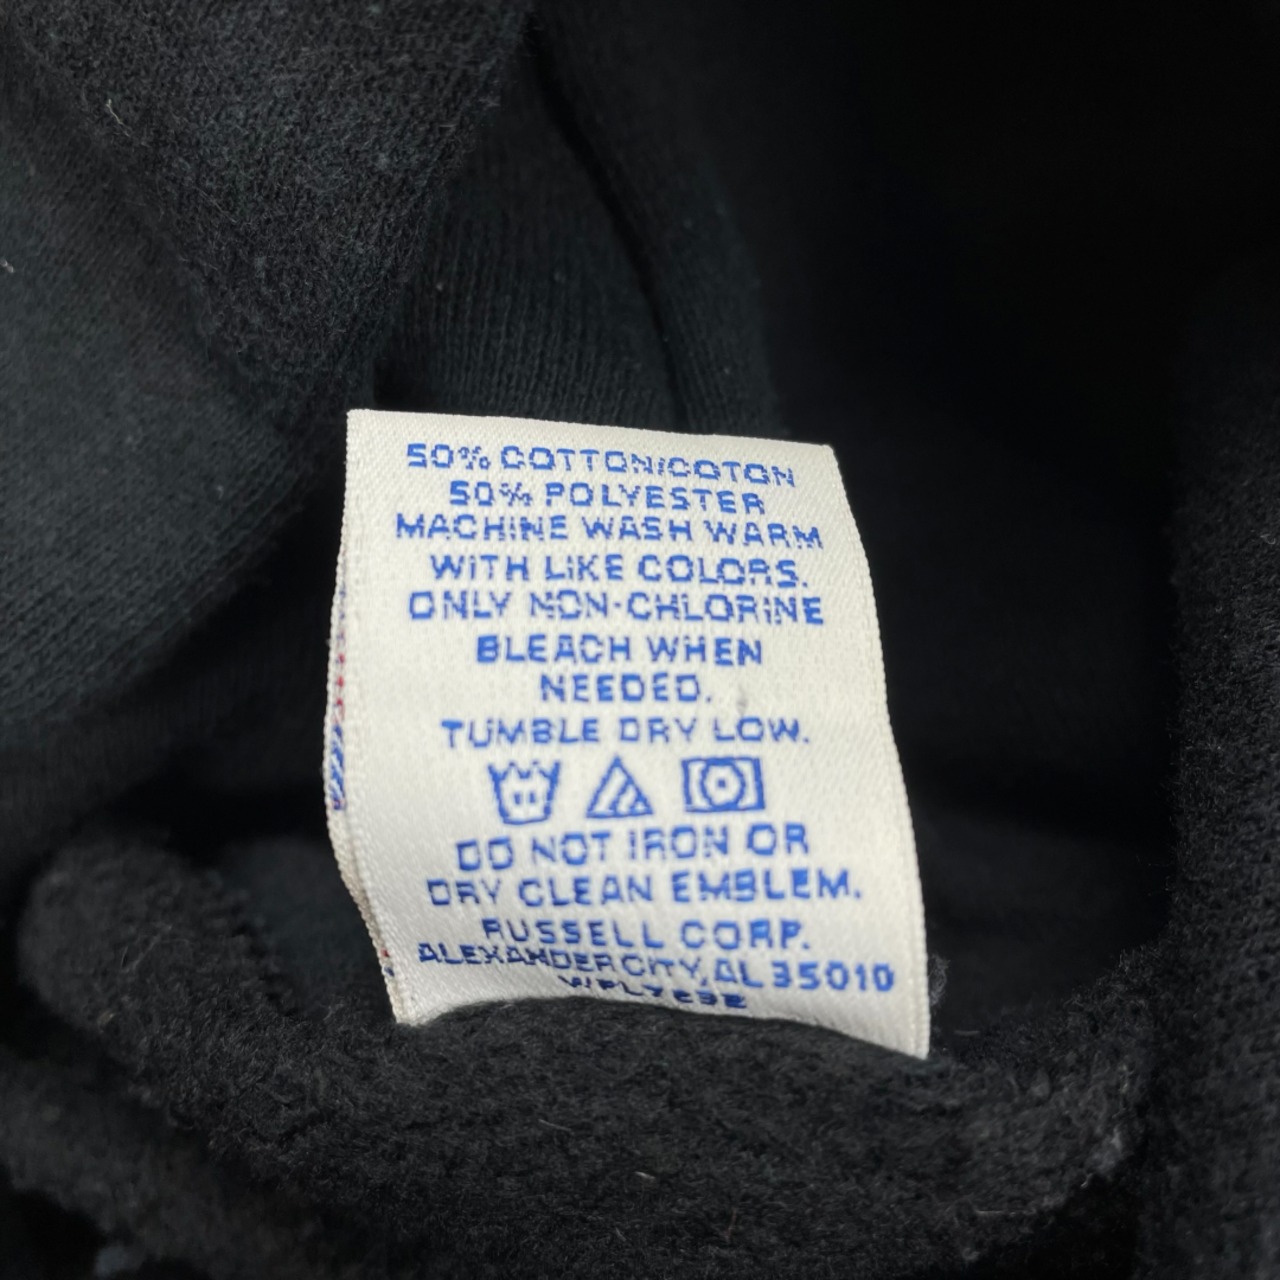 50% COTTON/COTON
50% POLYESTER
MACHINE WASH WARM
WITH LIKE COLORS.
ONLY NON-CHLORINE
BLEACH WHEN
NEEDED.
TUMBLE DRY LOW.
DO NOT IRON OR
DRY CLEAN EMBLEM.
RUSSELL CORP.
ALEXANDER CITY, AL 35010